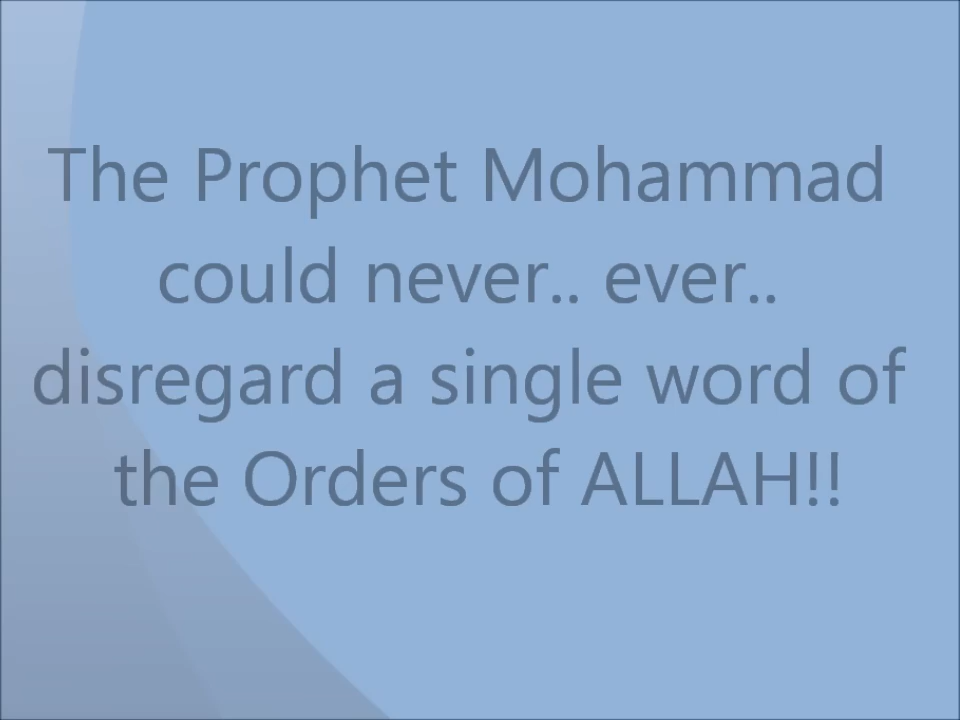 The Prophet Mohammad
could never.. ever..
disregard a single word of
the Orders of ALLAH!!